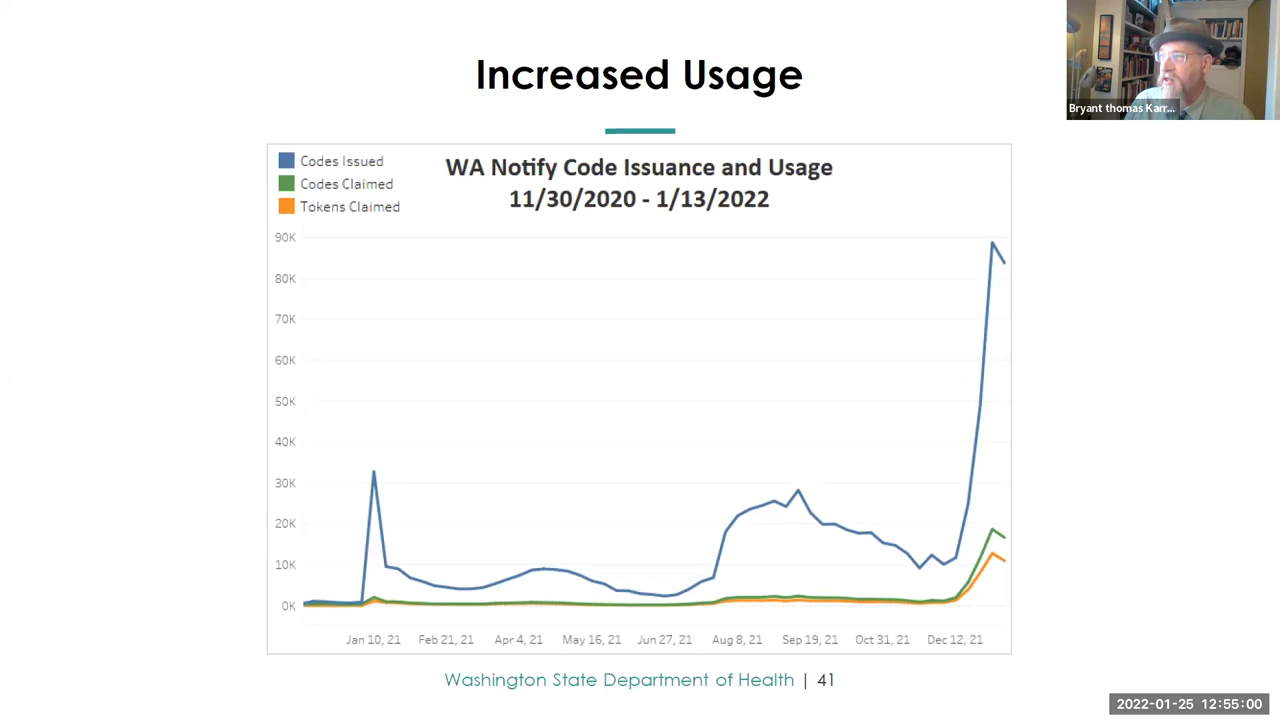 Increased Usage
Bryant thomas Karr...
Codes Issued
Codes Claimed
Tokens Claimed
WA Notify Code Issuance and Usage
11/30/2020 - 1/13/2022
90K
80K
70K
60K
50K
40K
30K
20K
10K
0K
Jan 10, 21 Feb 21, 21 Apr 4, 21 May 16, 21 Jun 27, 21 Aug 8, 21 Sep 19, 21 Oct 31, 21 Dec 12, 21
Washington State Department of Health | 41
2022-01-25 12:55:00